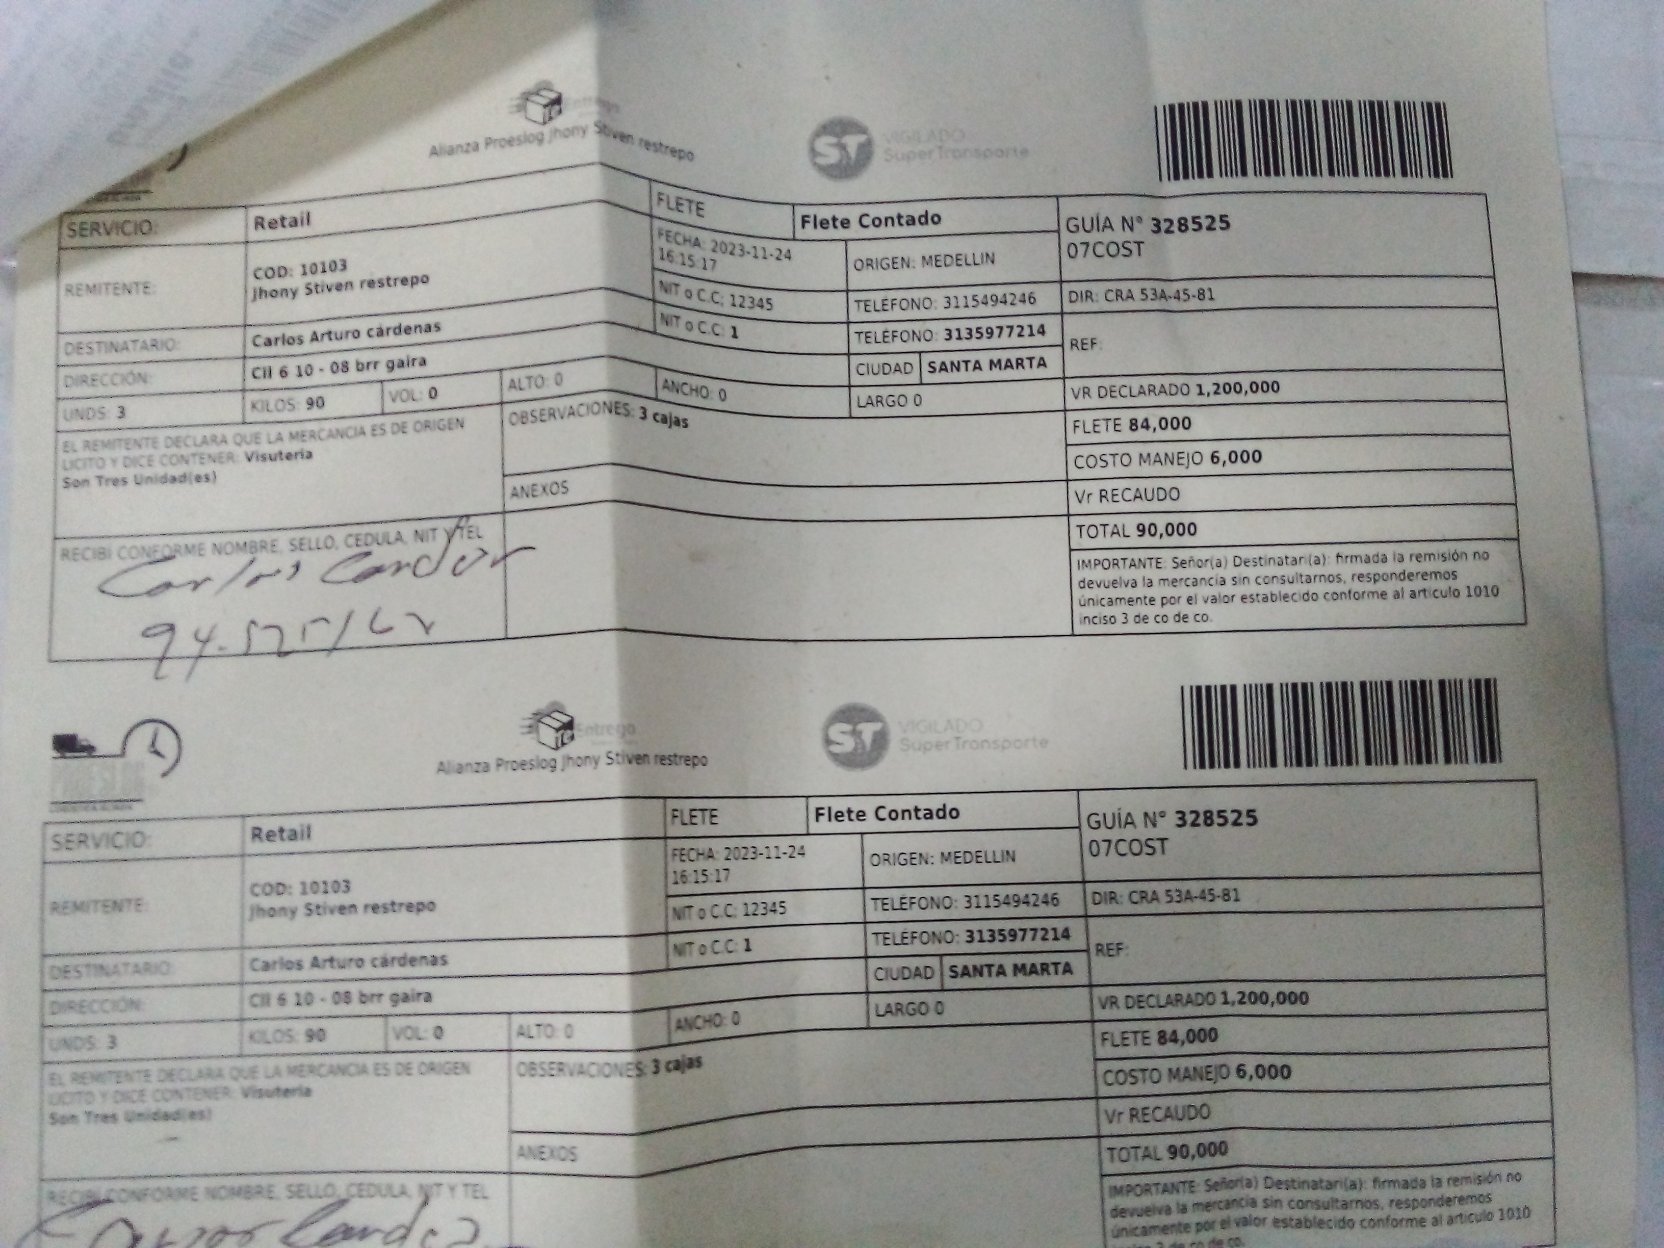 Entrego
Alianza Proeslog Jhony Stiven restrepo
ST VIGILADO
SuperTransporte
SERVICIO: Retail FLETE Flete Contado GUÍA N° 328525
07COST
REMITENTE: COD: 10103
Jhony Stiven restrepo
FECHA: 2023-11-24
16:15:17
ORIGEN: MEDELLIN
NIT o C.C: 12345 TELÉFONO: 3115494246 DIR: CRA 53A-45-81
DESTINATARIO: Carlos Arturo cárdenas NIT o C.C: 1 TELÉFONO: 3135977214 REF:
DIRECCIÓN: Cll 6 10 - 08 brr gaira CIUDAD SANTA MARTA
UNDS: 3 KILOS: 90 VOL: 0 ALTO: 0 ANCHO: 0 LARGO 0 VR DECLARADO 1,200,000
EL REMITENTE DECLARA QUE LA MERCANCIA ES DE ORIGEN
LICITO Y DICE CONTENER: Visuteria
Son Tres Unidad(es)
OBSERVACIONES: 3 cajas
FLETE 84,000
COSTO MANEJO 6,000
ANEXOS Vr RECAUDO
TOTAL 90,000
RECIBÍ CONFORME NOMBRE, SELLO, CEDULA, NIT Y TEL
Carlos
IMPORTANTE: Señor(a) Destinatari(a): firmada la remisión no
devuelva la mercancia sin consultarnos, responderemos
únicamente por el valor establecido conforme al articulo 1010
inciso 3 de co de co.
PROESLOG
Entrego
Alianza Proeslog Jhony Stiven restrepo
ST VIGILADO
SuperTransporte
SERVICIO: Retail FLETE Flete Contado GUÍA N° 328525
07COST
REMITENTE: COD: 10103
Jhony Stiven restrepo
FECHA: 2023-11-24
16:15:17
ORIGEN: MEDELLIN
NIT o C.C: 12345 TELÉFONO: 3115494246 DIR: CRA 53A-45-81
DESTINATARIO: Carlos Arturo cárdenas NIT o C.C: 1 TELÉFONO: 3135977214 REF:
DIRECCIÓN: Cll 6 10 - 08 brr gaira CIUDAD SANTA MARTA
UNDS: 3 KILOS: 90 VOL: 0 ALTO: 0 ANCHO: 0 LARGO 0 VR DECLARADO 1,200,000
EL REMITENTE DECLARA QUE LA MERCANCIA ES DE ORIGEN
LICITO Y DICE CONTENER: Visuteria
Son Tres Unidad(es)
OBSERVACIONES: 3 cajas
FLETE 84,000
COSTO MANEJO 6,000
ANEXOS Vr RECAUDO
TOTAL 90,000
RECIBÍ CONFORME NOMBRE, SELLO, CEDULA, NIT Y TEL
IMPORTANTE: Señor(a) Destinatari(a): firmada la remisión no
devuelva la mercancia sin consultarnos, responderemos
únicamente por el valor establecido conforme al articulo 1010
inciso 3 de co de co.